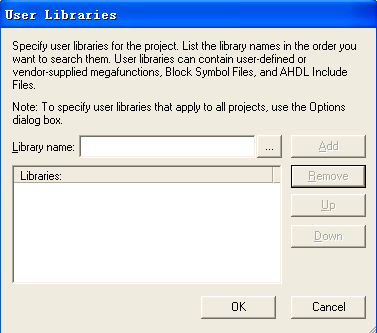 User Libraries
Specify user libraries for the project. List the library names in the order you
want to search them. User libraries can contain user-defined or
vendor-supplied megafunctions, Block Symbol Files, and AHDL Include
Files.
Note: To specify user libraries that apply to all projects, use the Options
dialog box.
Library name:
...
Add
Libraries:
Remove
Up
Down
OK
Cancel